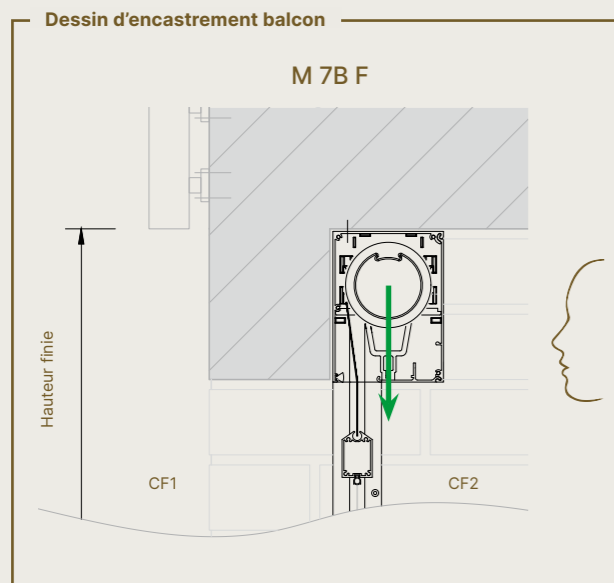 Dessin d’encastrement balcon
M 7B F
Hauteur finie
CF1
CF2